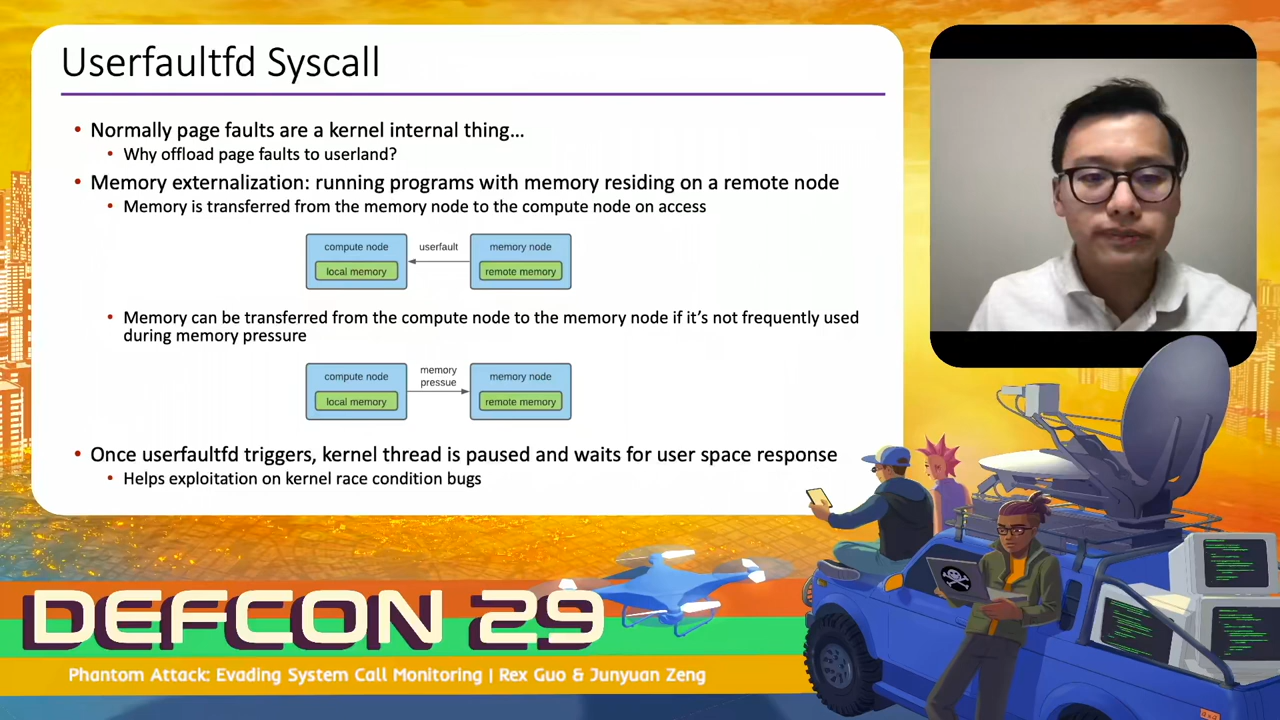 Userfaultfd Syscall
• Normally page faults are a kernel internal thing…
• Why offload page faults to userland?
• Memory externalization: running programs with memory residing on a remote node
• Memory is transferred from the memory node to the compute node on access
compute node
local memory
userfault
memory node
remote memory
• Memory can be transferred from the compute node to the memory node if it's not frequently used
during memory pressure
compute node
local memory
memory
pressue
memory node
remote memory
• Once userfaultfd triggers, kernel thread is paused and waits for user space response
• Helps exploitation on kernel race condition bugs
DEFCON 29
Phantom Attack: Evading System Call Monitoring | Rex Guo & Junyuan Zeng